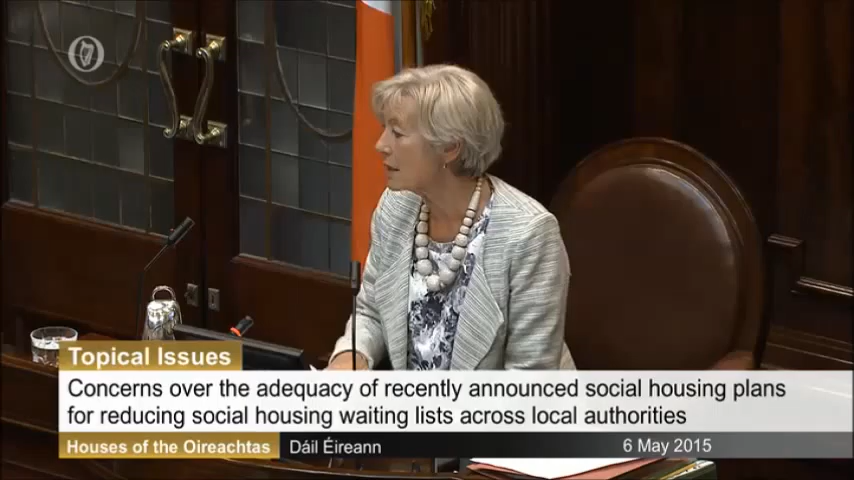 Topical Issues
Concerns over the adequacy of recently announced social housing plans
for reducing social housing waiting lists across local authorities
Houses of the Oireachtas Dáil Éireann 6 May 2015